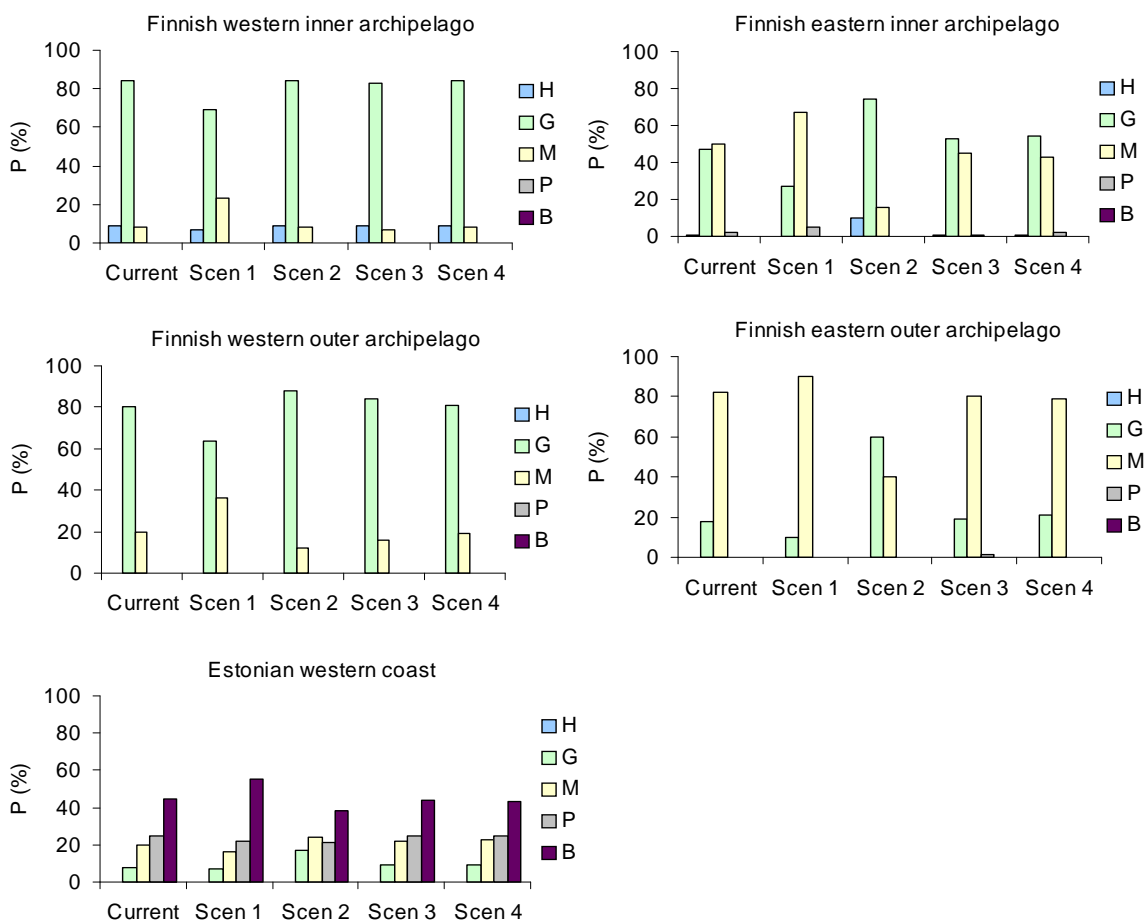 Finnish western inner archipelago
100
80
60
40
20
0
P (%)
Current Scen 1 Scen 2 Scen 3 Scen 4
H
G
M
P
B
Finnish eastern inner archipelago
100
80
60
40
20
0
P (%)
Current Scen 1 Scen 2 Scen 3 Scen 4
H
G
M
P
B
Finnish western outer archipelago
100
80
60
40
20
0
P (%)
Current Scen 1 Scen 2 Scen 3 Scen 4
H
G
M
P
B
Finnish eastern outer archipelago
100
80
60
40
20
0
P (%)
Current Scen 1 Scen 2 Scen 3 Scen 4
H
G
M
P
B
Estonian western coast
100
80
60
40
20
0
P (%)
Current Scen 1 Scen 2 Scen 3 Scen 4
H
G
M
P
B